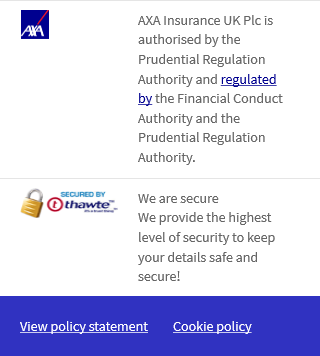 AXA
AXA Insurance UK Plc is
authorised by the
Prudential Regulation
Authority and regulated
by the Financial Conduct
Authority and the
Prudential Regulation
Authority.
SECURED BY
thawte™
We are secure
We provide the highest
level of security to keep
your details safe and
secure!
View policy statement Cookie policy